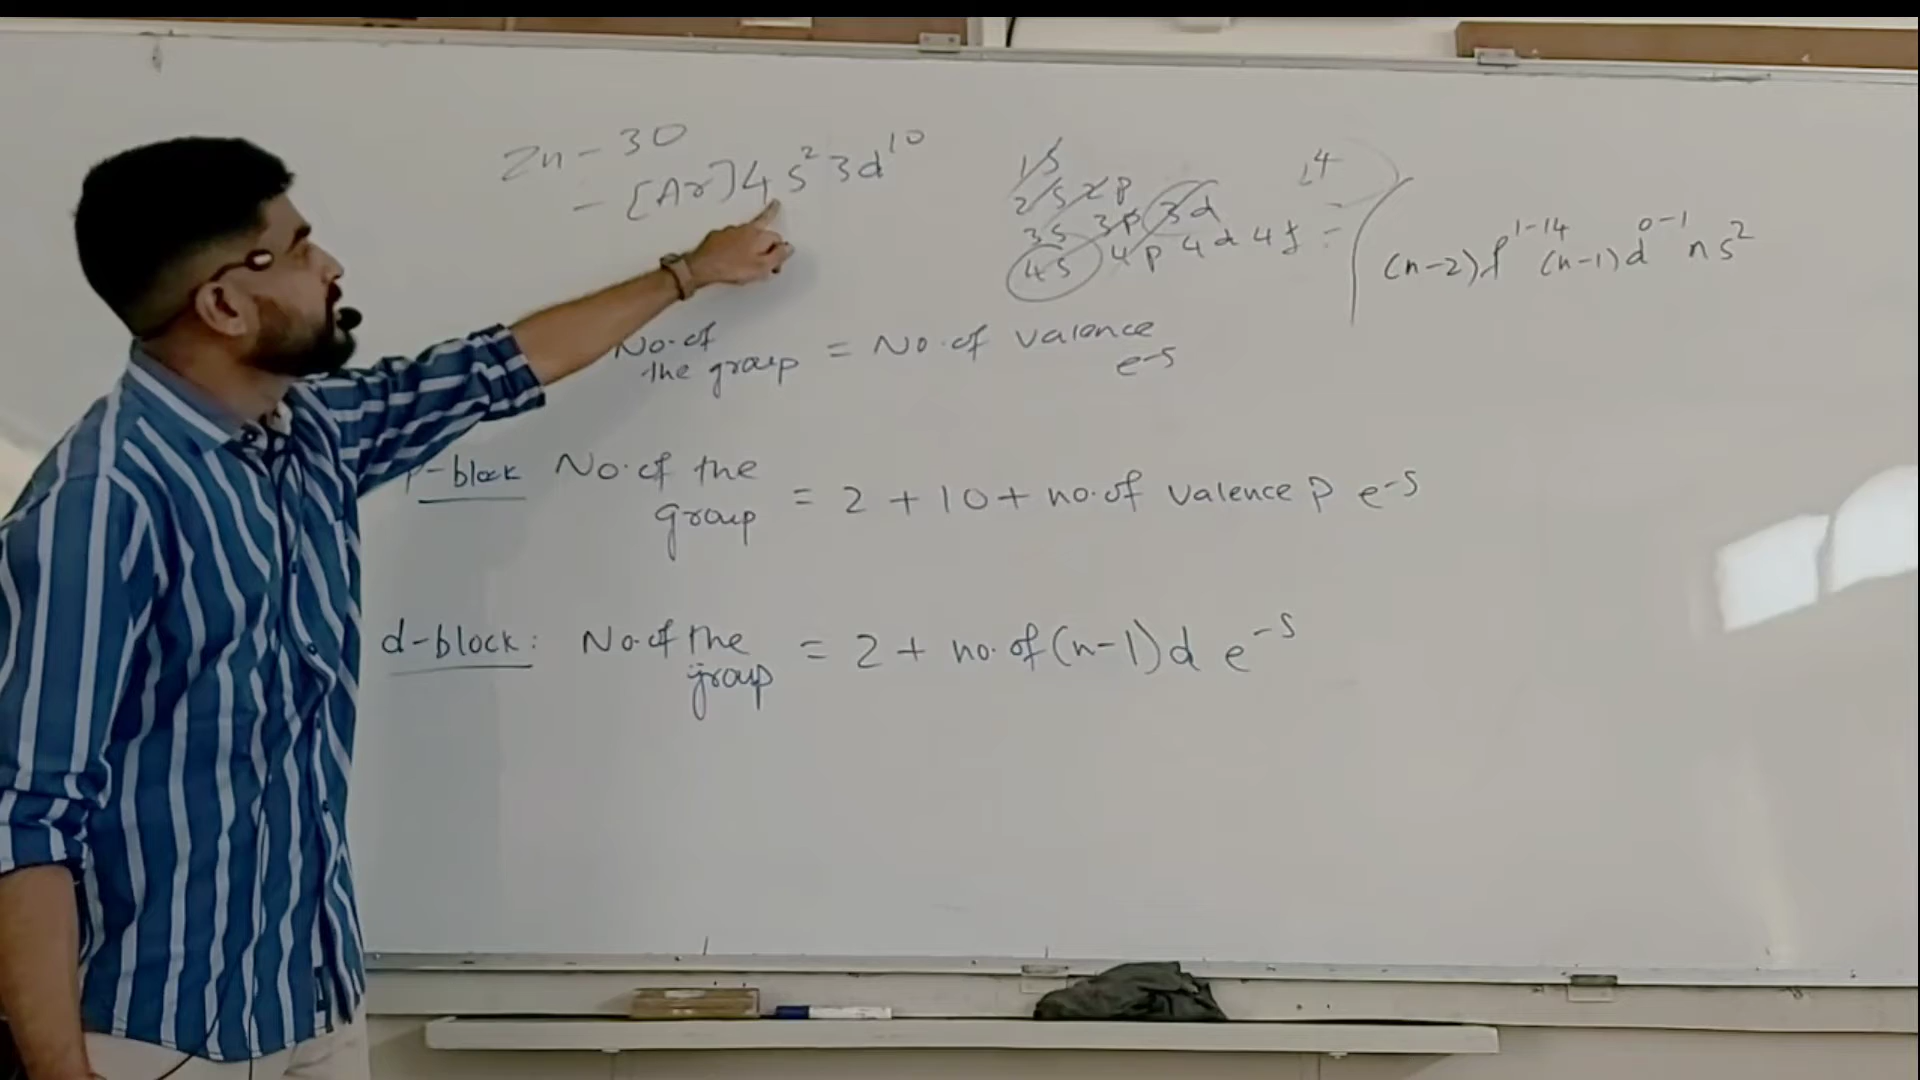 Zn - 30
- [Ar] 4s² 3d¹⁰
1s
2s 2p
3s 3p 3d
4s 4p 4d 4f
(n-2)f¹⁻¹⁴ (n-1)d⁰⁻¹ ns²
No. of the group = No. of valence e-s
p-block No. of the group = 2 + 10 + no. of valence p e-s
d-block: No. of the group = 2 + no. of (n-1)d e-s